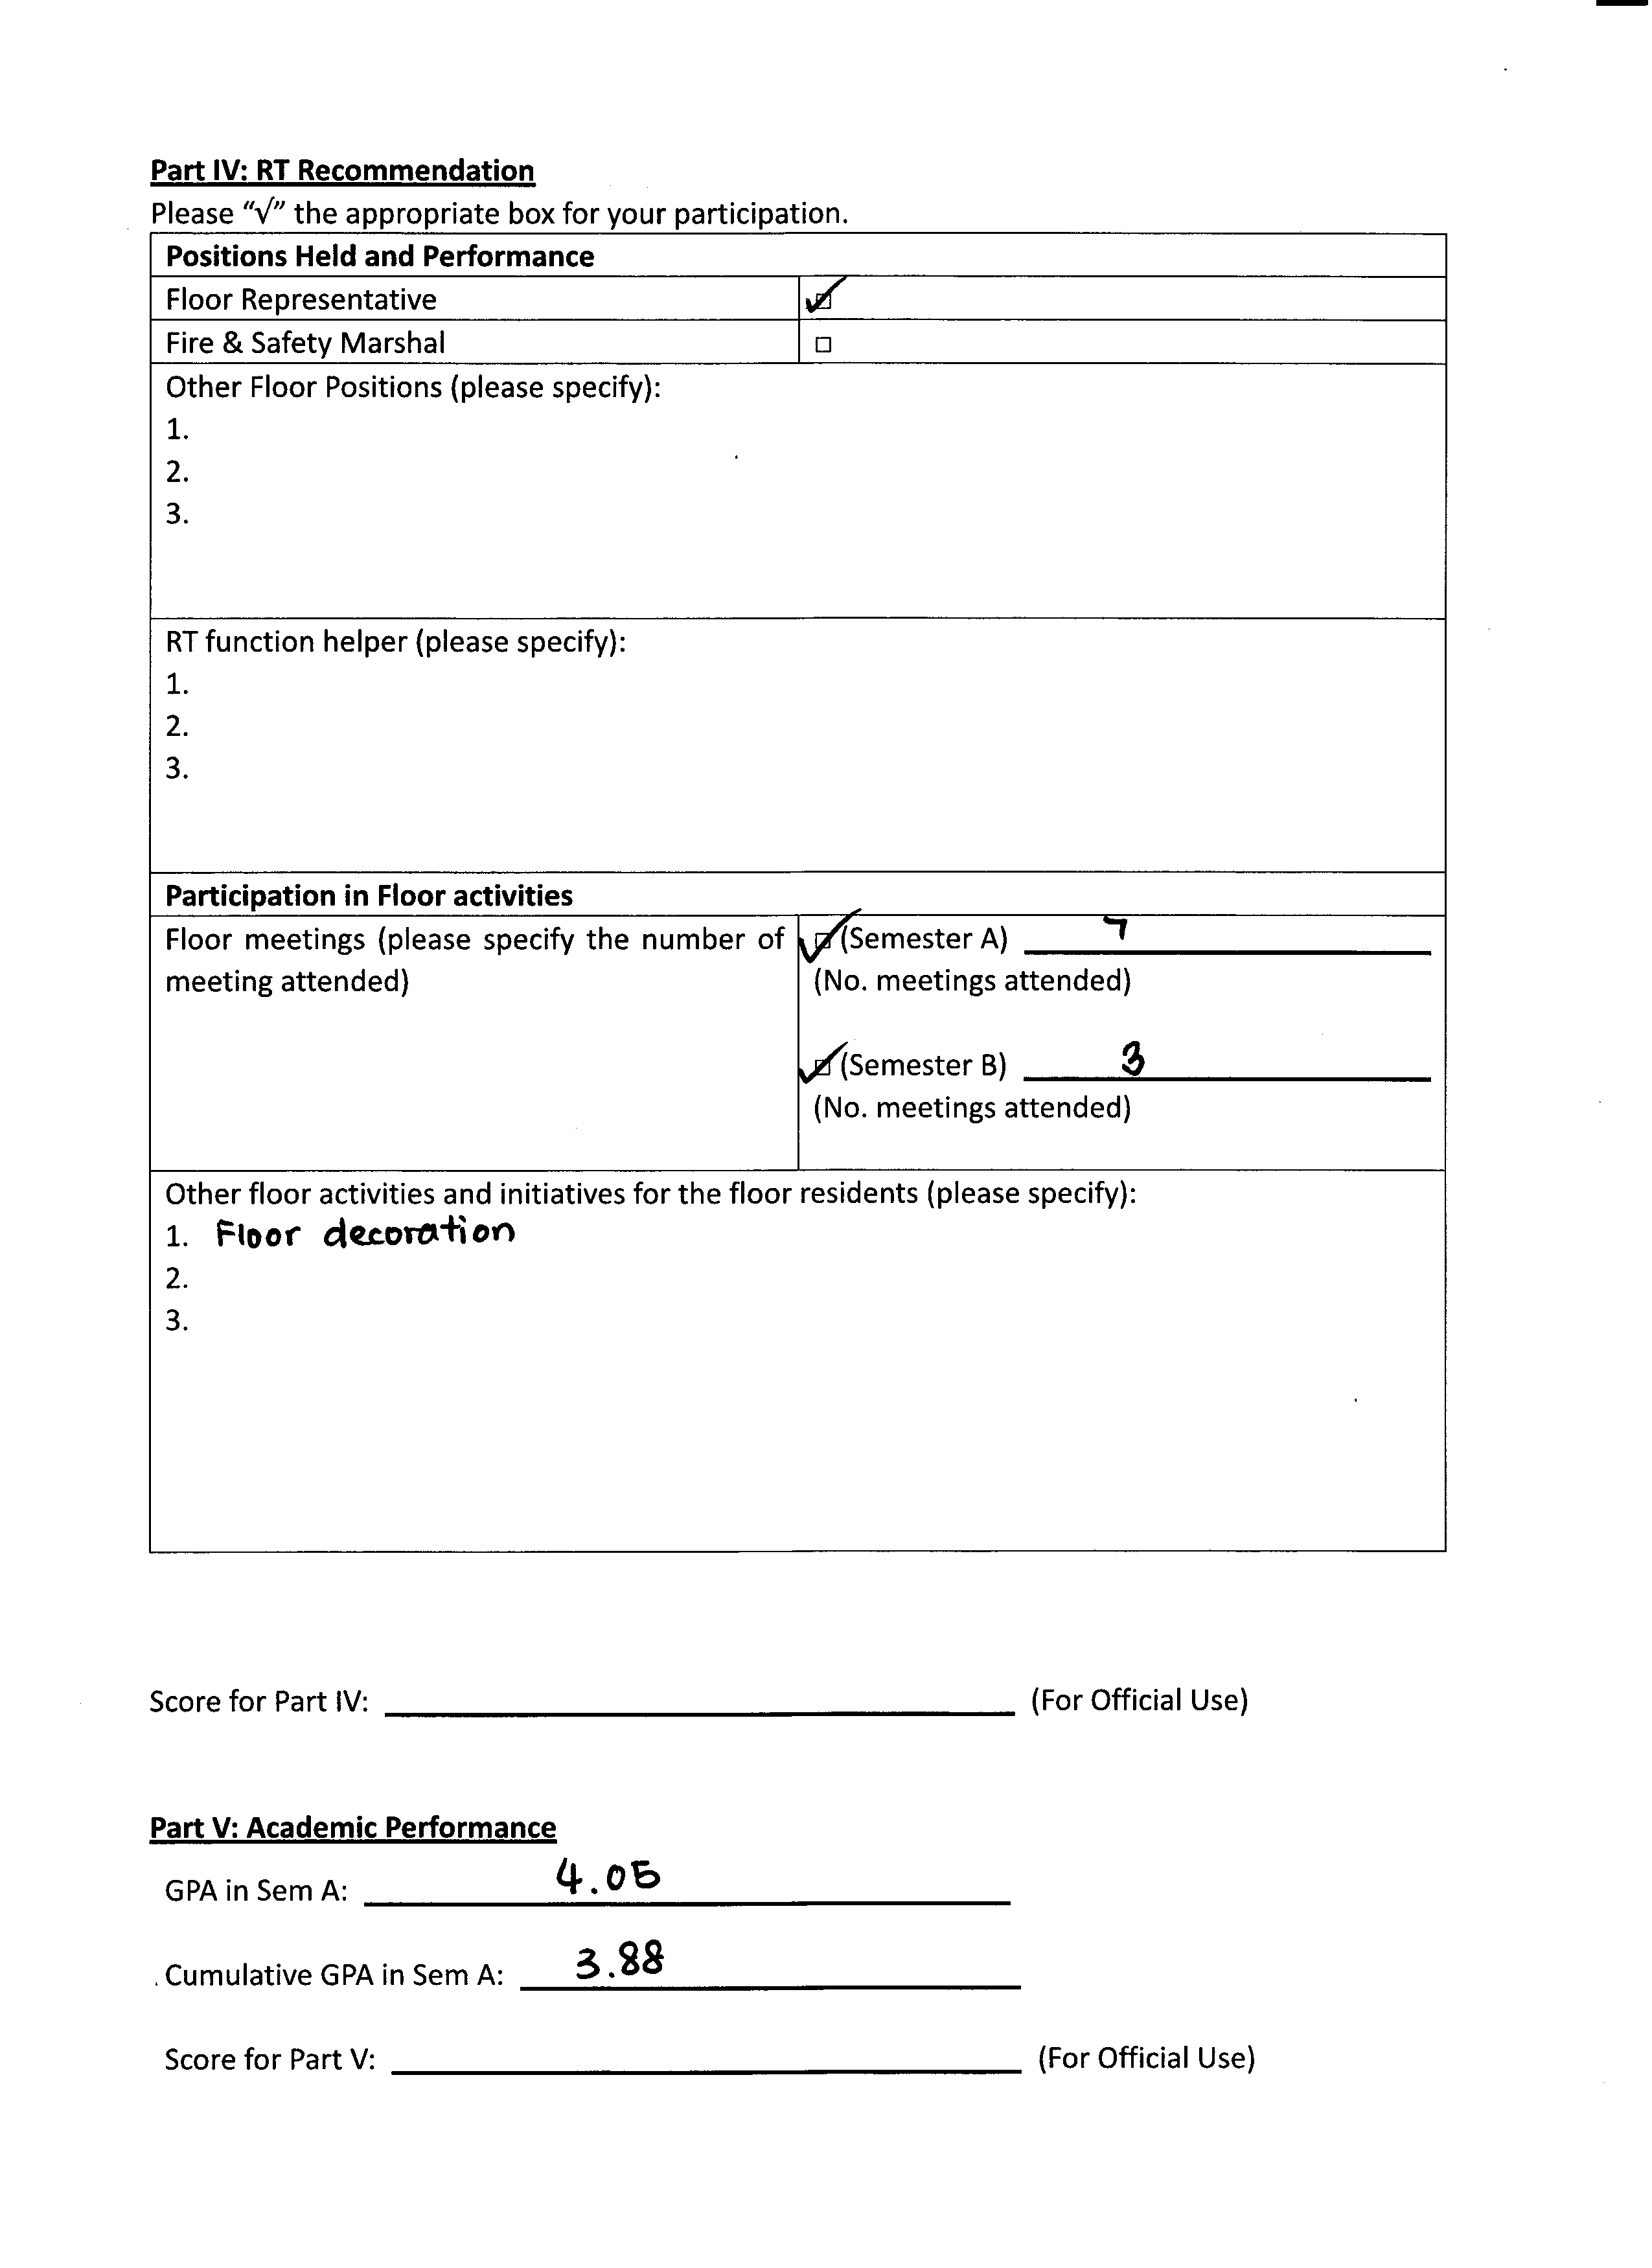 Part IV: RT Recommendation
Please “√” the appropriate box for your participation.
Positions Held and Performance
Floor Representative ☑
Fire & Safety Marshal □
Other Floor Positions (please specify):
1.
2.
3.
RT function helper (please specify):
1.
2.
3.
Participation in Floor activities
Floor meetings (please specify the number of
meeting attended)
☑ (Semester A)
(No. meetings attended)
☑ (Semester B) 3
(No. meetings attended)
Other floor activities and initiatives for the floor residents (please specify):
1. Floor decoration
2.
3.
Score for Part IV: (For Official Use)
Part V: Academic Performance
GPA in Sem A: 4.05
Cumulative GPA in Sem A: 3.88
Score for Part V: (For Official Use)